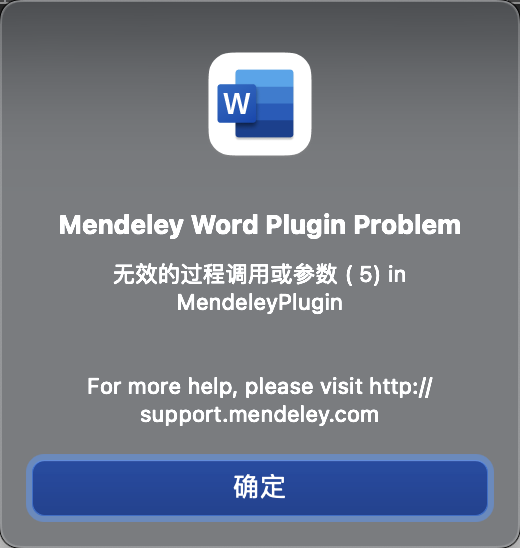 W
Mendeley Word Plugin Problem
无效的过程调用或参数 ( 5) in
MendeleyPlugin
For more help, please visit http://
support.mendeley.com
确定